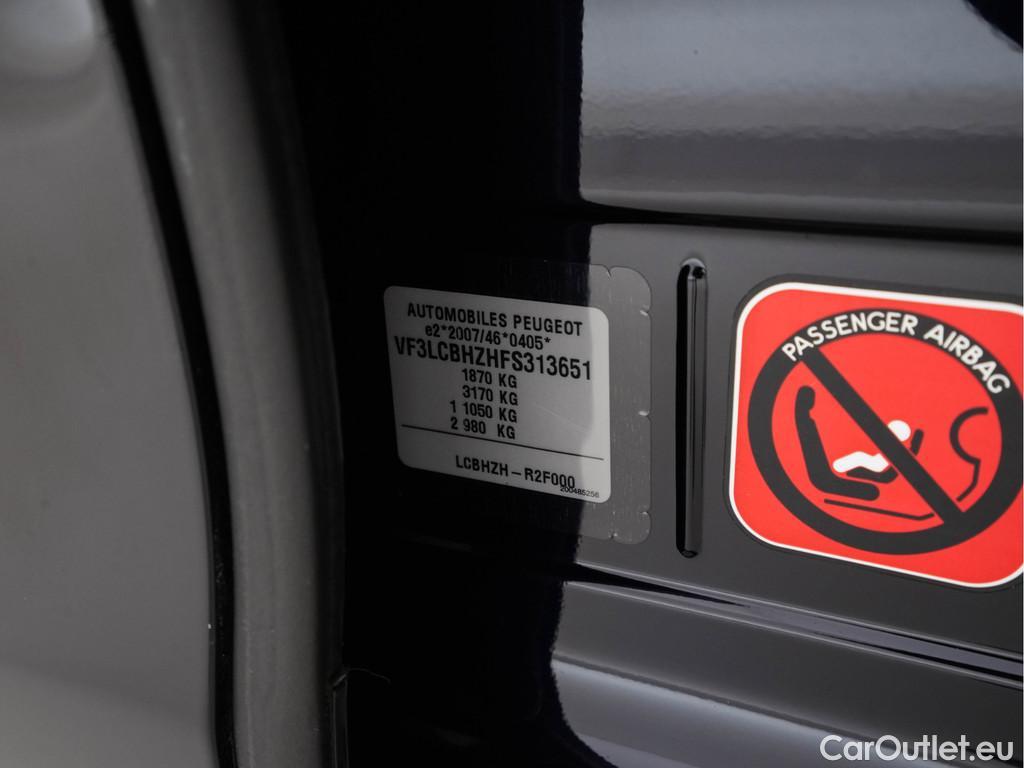 AUTOMOBILES PEUGEOT
e2*2007/46*0405*
VF3LCBHZHFS313651
1870 KG
3170 KG
1 1050 KG
2 980 KG
LCBHZH-R2F000
200485256
PASSENGER AIRBAG
CarOutlet.eu